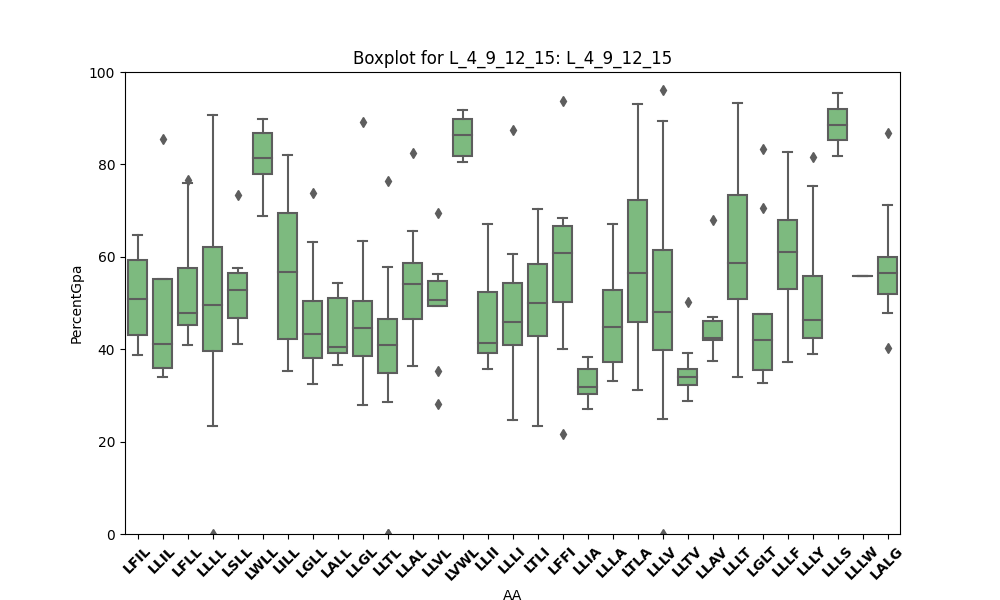 Boxplot for L_4_9_12_15: L_4_9_12_15
PercentGpa
100
80
60
40
20
0
LFIL LLIL LFLL LLLL LSLL LWLL LILL LGLL LALL LLGL LLTL LLAL LLVL LVWL LLII LLLI LTLI LFFI LLIA LLLA LTLA LLLV LLTV LLAV LLLT LGLT LLLF LLLY LLLS LLLW LALG
AA